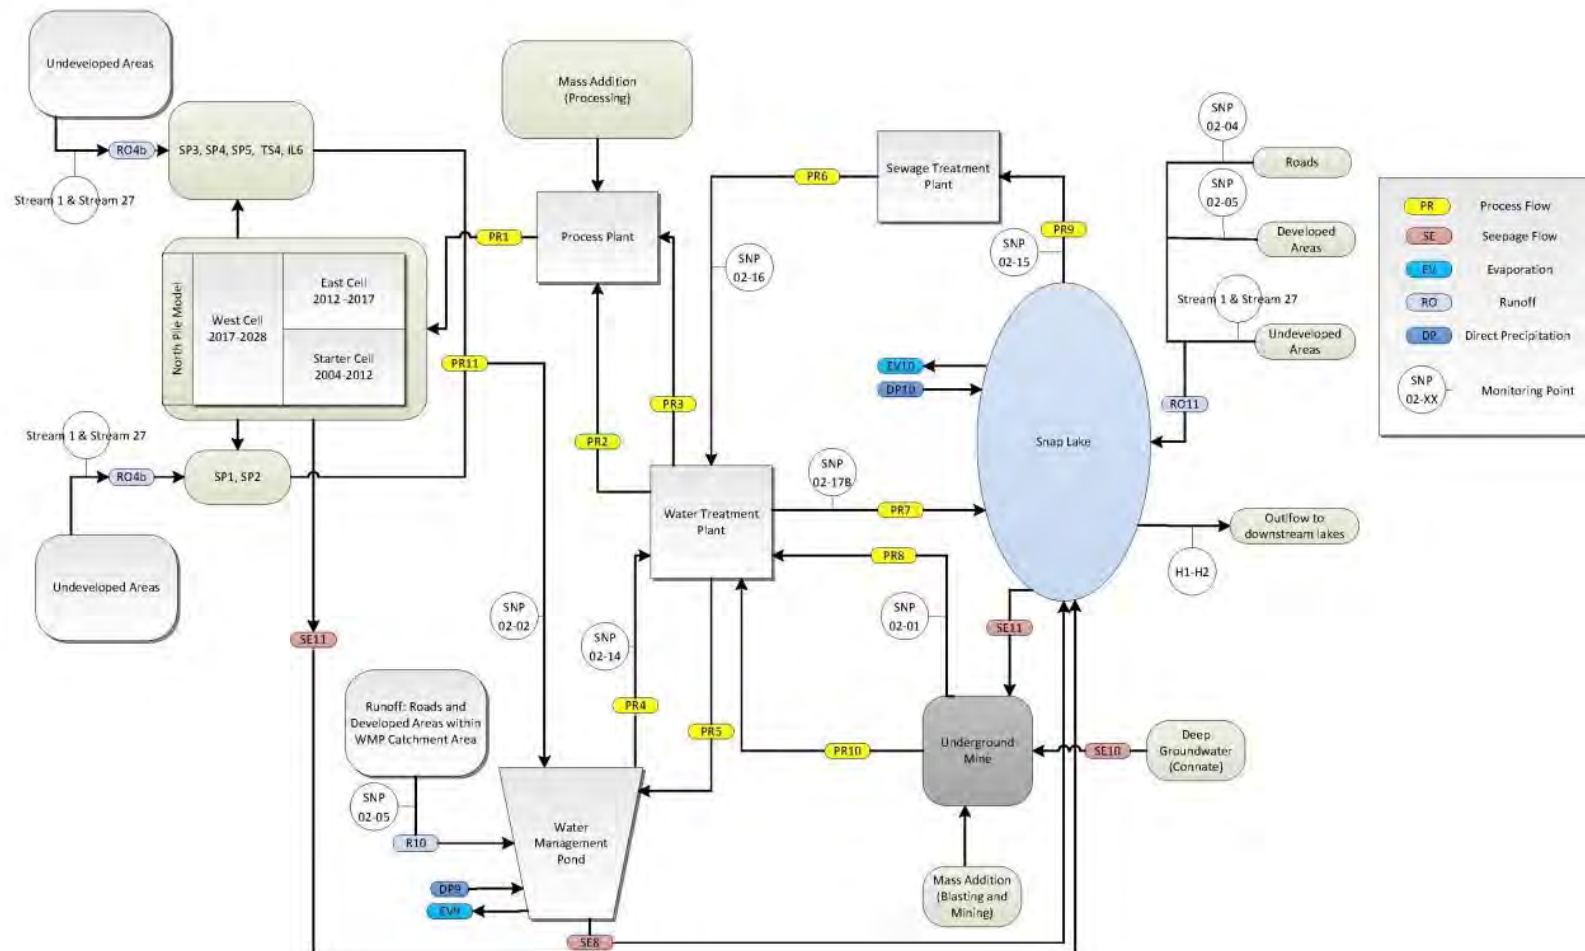 Undeveloped Areas
RO4b
Stream 1 & Stream 27
SP3, SP4, SP5, TS4, IL6
Mass Addition
(Processing)
Process Plant
PR1
North Pile Model
West Cell
2017-2028
East Cell
2012 -2017
Starter Cell
2004-2012
PR11
Stream 1 & Stream 27
RO4b
SP1, SP2
Undeveloped Areas
SE11
Runoff: Roads and
Developed Areas within
WMP Catchment Area
SNP
02-05
R10
DP9
EV9
SE8
Water
Management
Pond
SNP
02-02
SNP
02-14
PR4
PR5
PR2
PR3
Water Treatment
Plant
SNP
02-16
PR6
Sewage Treatment
Plant
SNP
02-15
PR9
EV10
DP10
Snap Lake
SNP
02-17B
PR7
PR8
SNP
02-01
PR10
SE11
Underground
Mine
SE10
Deep
Groundwater
(Connate)
Mass Addition
(Blasting and
Mining)
SNP
02-04
Roads
SNP
02-05
Developed
Areas
Stream 1 & Stream 27
Undeveloped
Areas
RO11
Outlfow to
downstream lakes
H1-H2
PR Process Flow
SE Seepage Flow
EV Evaporation
RO Runoff
DP Direct Precipitation
SNP
02-XX
Monitoring Point